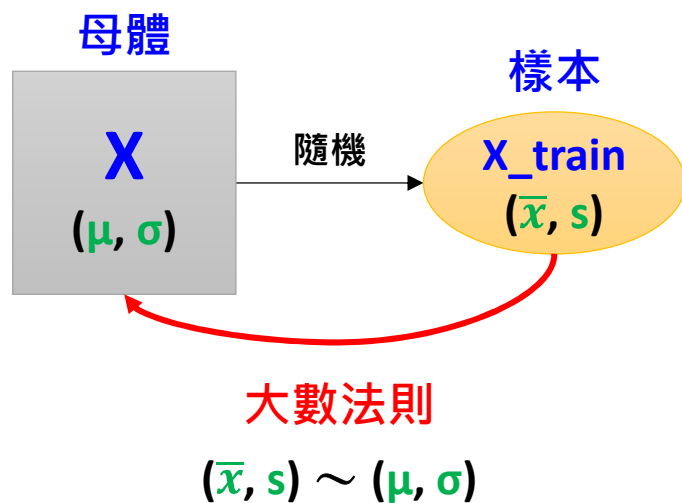 母體
樣本
X
(μ, σ)
隨機
X_train
(x̅, s)
大數法則
(x̅, s) ～ (μ, σ)